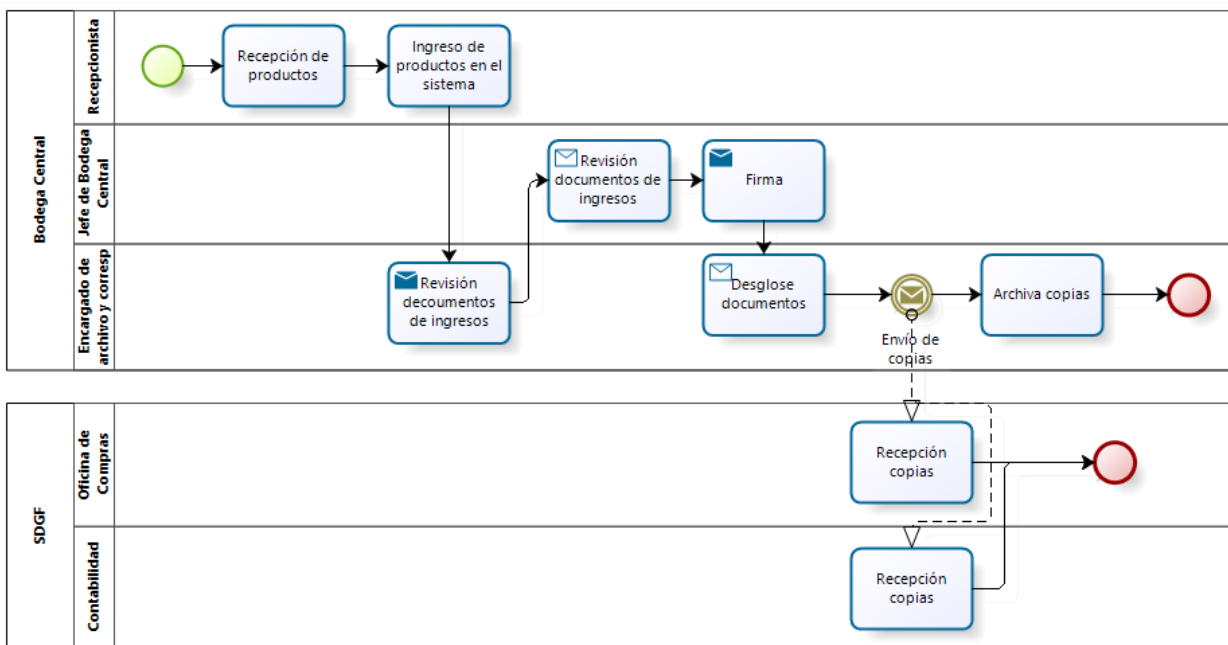 Bodega Central
Recepcionista
Recepción de
productos
Ingreso de
productos en el
sistema
Jefe de Bodega
Central
Revisión
documentos de
ingresos
Firma
Encargado de
archivo y corresp
Revisión
decoumentos
de ingresos
Desglose
documentos
Envío de
copias
Archiva copias
SDGF
Oficina de
Compras
Recepción
copias
Contabilidad
Recepción
copias